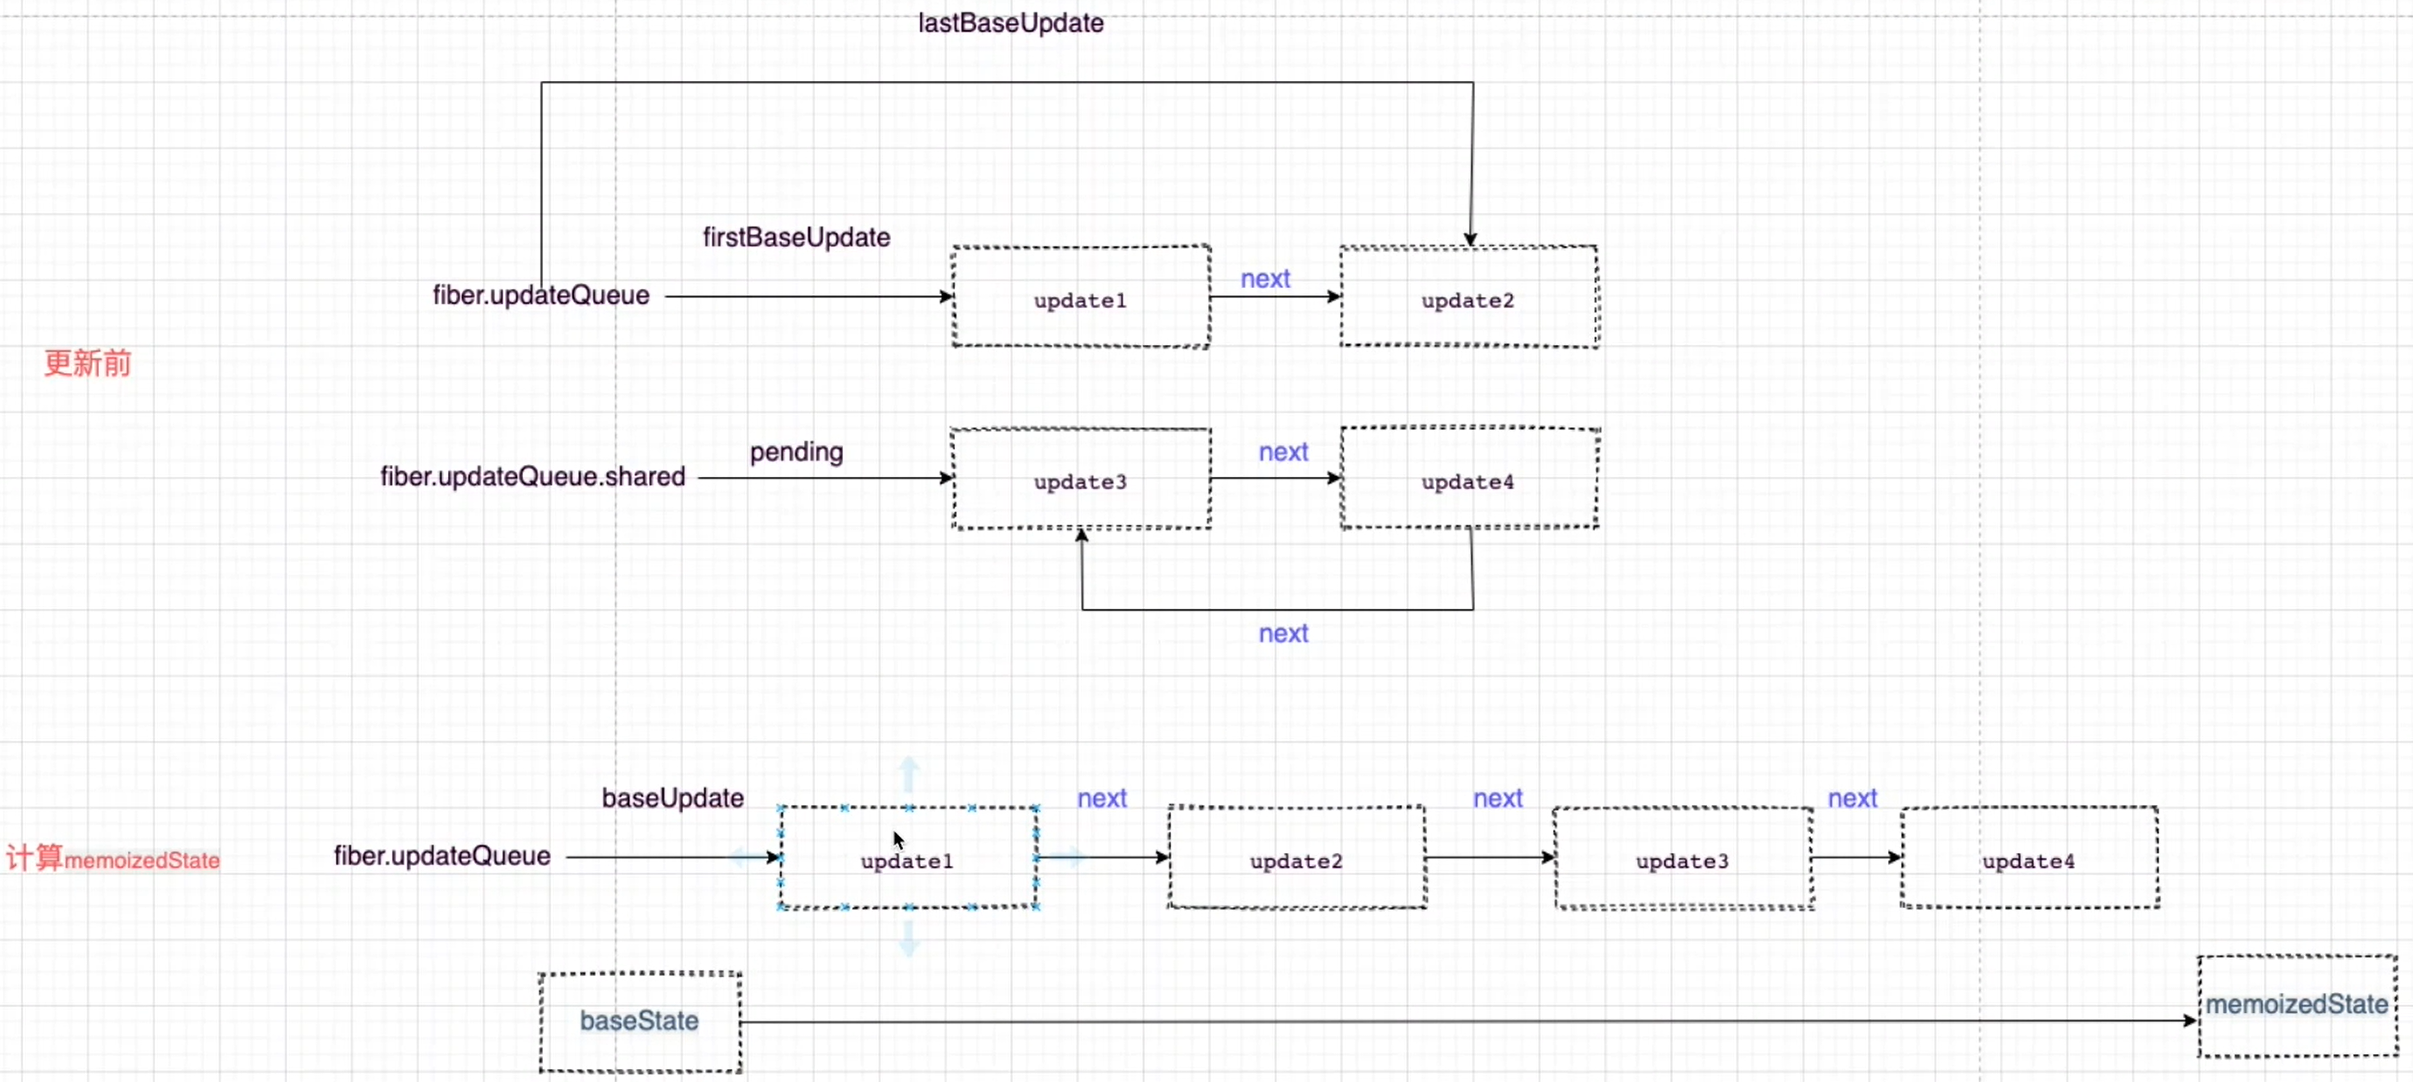 lastBaseUpdate
firstBaseUpdate
fiber.updateQueue
update1
next
update2
更新前
fiber.updateQueue.shared
pending
update3
next
update4
next
计算memoizedState
fiber.updateQueue
baseUpdate
update1
next
update2
next
update3
next
update4
baseState
memoizedState